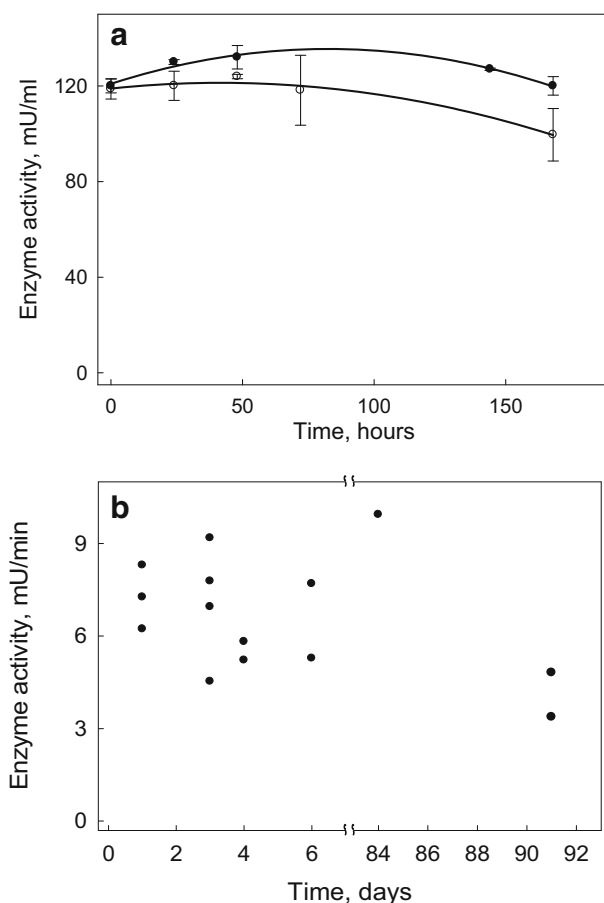 a
Enzyme activity, mU/ml
120
80
40
0
0 50 100 150
Time, hours
b
Enzyme activity, mU/min
9
6
3
0
0 2 4 6 84 86 88 90 92
Time, days